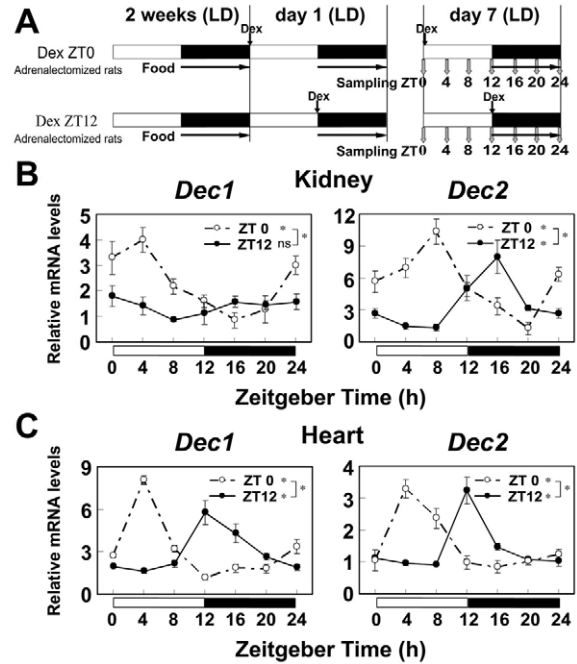 A
2 weeks (LD) day 1 (LD) day 7 (LD)
Dex Dex
Dex ZT0
Adrenalectomized rats Food Sampling ZT0 4 8 12 16 20 24
Dex Dex
Dex ZT12
Adrenalectomized rats Food Sampling ZT0 4 8 12 16 20 24
B
Kidney
Dec1 Dec2
Relative mRNA levels
5 4 3 2 1 0
ZT 0 *
ZT12 ns
*
12 9 6 3 0
ZT 0 *
ZT12 *
*
0 4 8 12 16 20 24 0 4 8 12 16 20 24
Zeitgeber Time (h)
C
Heart
Dec1 Dec2
Relative mRNA levels
9 6 3 0
ZT 0 *
ZT12 *
*
4 3 2 1 0
ZT 0 *
ZT12 *
*
0 4 8 12 16 20 24 0 4 8 12 16 20 24
Zeitgeber Time (h)